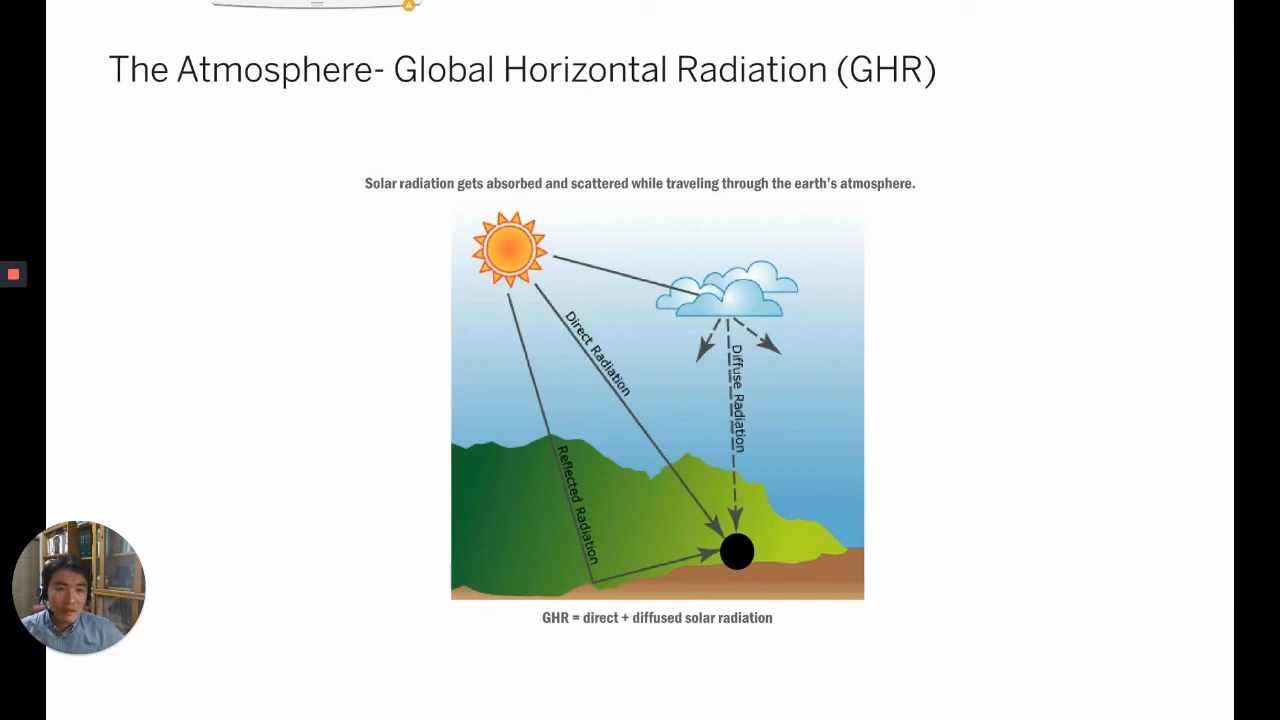 The Atmosphere- Global Horizontal Radiation (GHR)
Solar radiation gets absorbed and scattered while traveling through the earth's atmosphere.
Direct Radiation
Diffuse Radiation
Reflected Radiation
GHR = direct + diffused solar radiation